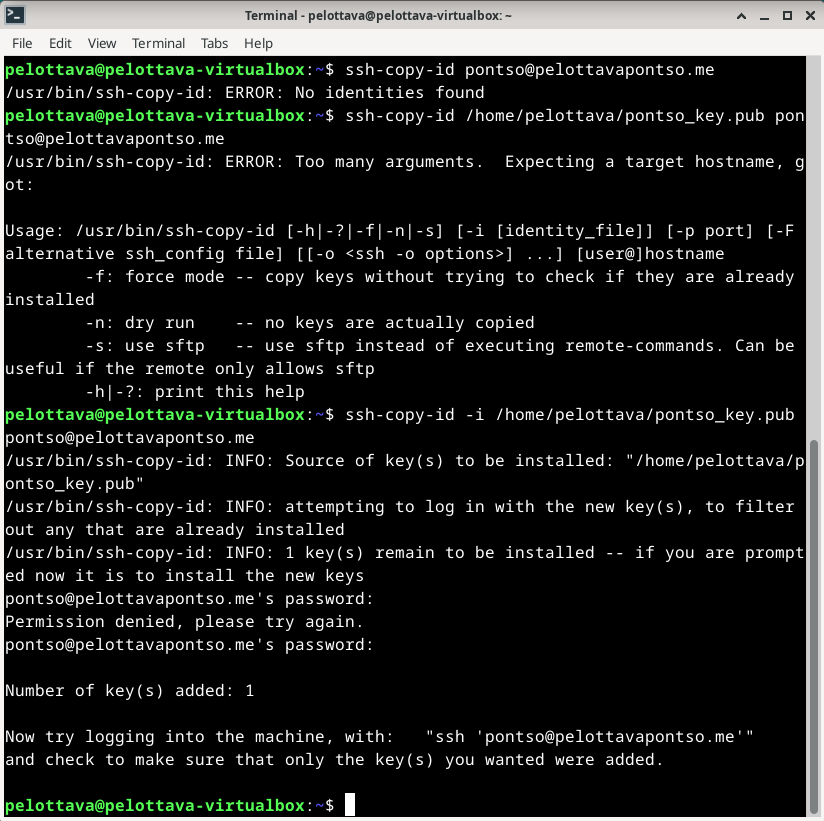 Terminal - pelottava@pelottava-virtualbox: ~
File Edit View Terminal Tabs Help
pelottava@pelottava-virtualbox:~$ ssh-copy-id pontso@pelottavapontso.me
/usr/bin/ssh-copy-id: ERROR: No identities found
pelottava@pelottava-virtualbox:~$ ssh-copy-id /home/pelottava/pontso_key.pub pon
tso@pelottavapontso.me
/usr/bin/ssh-copy-id: ERROR: Too many arguments.  Expecting a target hostname, g
ot:
Usage: /usr/bin/ssh-copy-id [-h|-?|-f|-n|-s] [-i [identity_file]] [-p port] [-F
alternative ssh_config file] [[-o <ssh -o options>] ...] [user@]hostname
        -f: force mode -- copy keys without trying to check if they are already
installed
        -n: dry run    -- no keys are actually copied
        -s: use sftp   -- use sftp instead of executing remote-commands. Can be
useful if the remote only allows sftp
        -h|-?: print this help
pelottava@pelottava-virtualbox:~$ ssh-copy-id -i /home/pelottava/pontso_key.pub
pontso@pelottavapontso.me
/usr/bin/ssh-copy-id: INFO: Source of key(s) to be installed: "/home/pelottava/p
ontso_key.pub"
/usr/bin/ssh-copy-id: INFO: attempting to log in with the new key(s), to filter
out any that are already installed
/usr/bin/ssh-copy-id: INFO: 1 key(s) remain to be installed -- if you are prompt
ed now it is to install the new keys
pontso@pelottavapontso.me's password:
Permission denied, please try again.
pontso@pelottavapontso.me's password:
Number of key(s) added: 1
Now try logging into the machine, with:   "ssh 'pontso@pelottavapontso.me'"
and check to make sure that only the key(s) you wanted were added.
pelottava@pelottava-virtualbox:~$